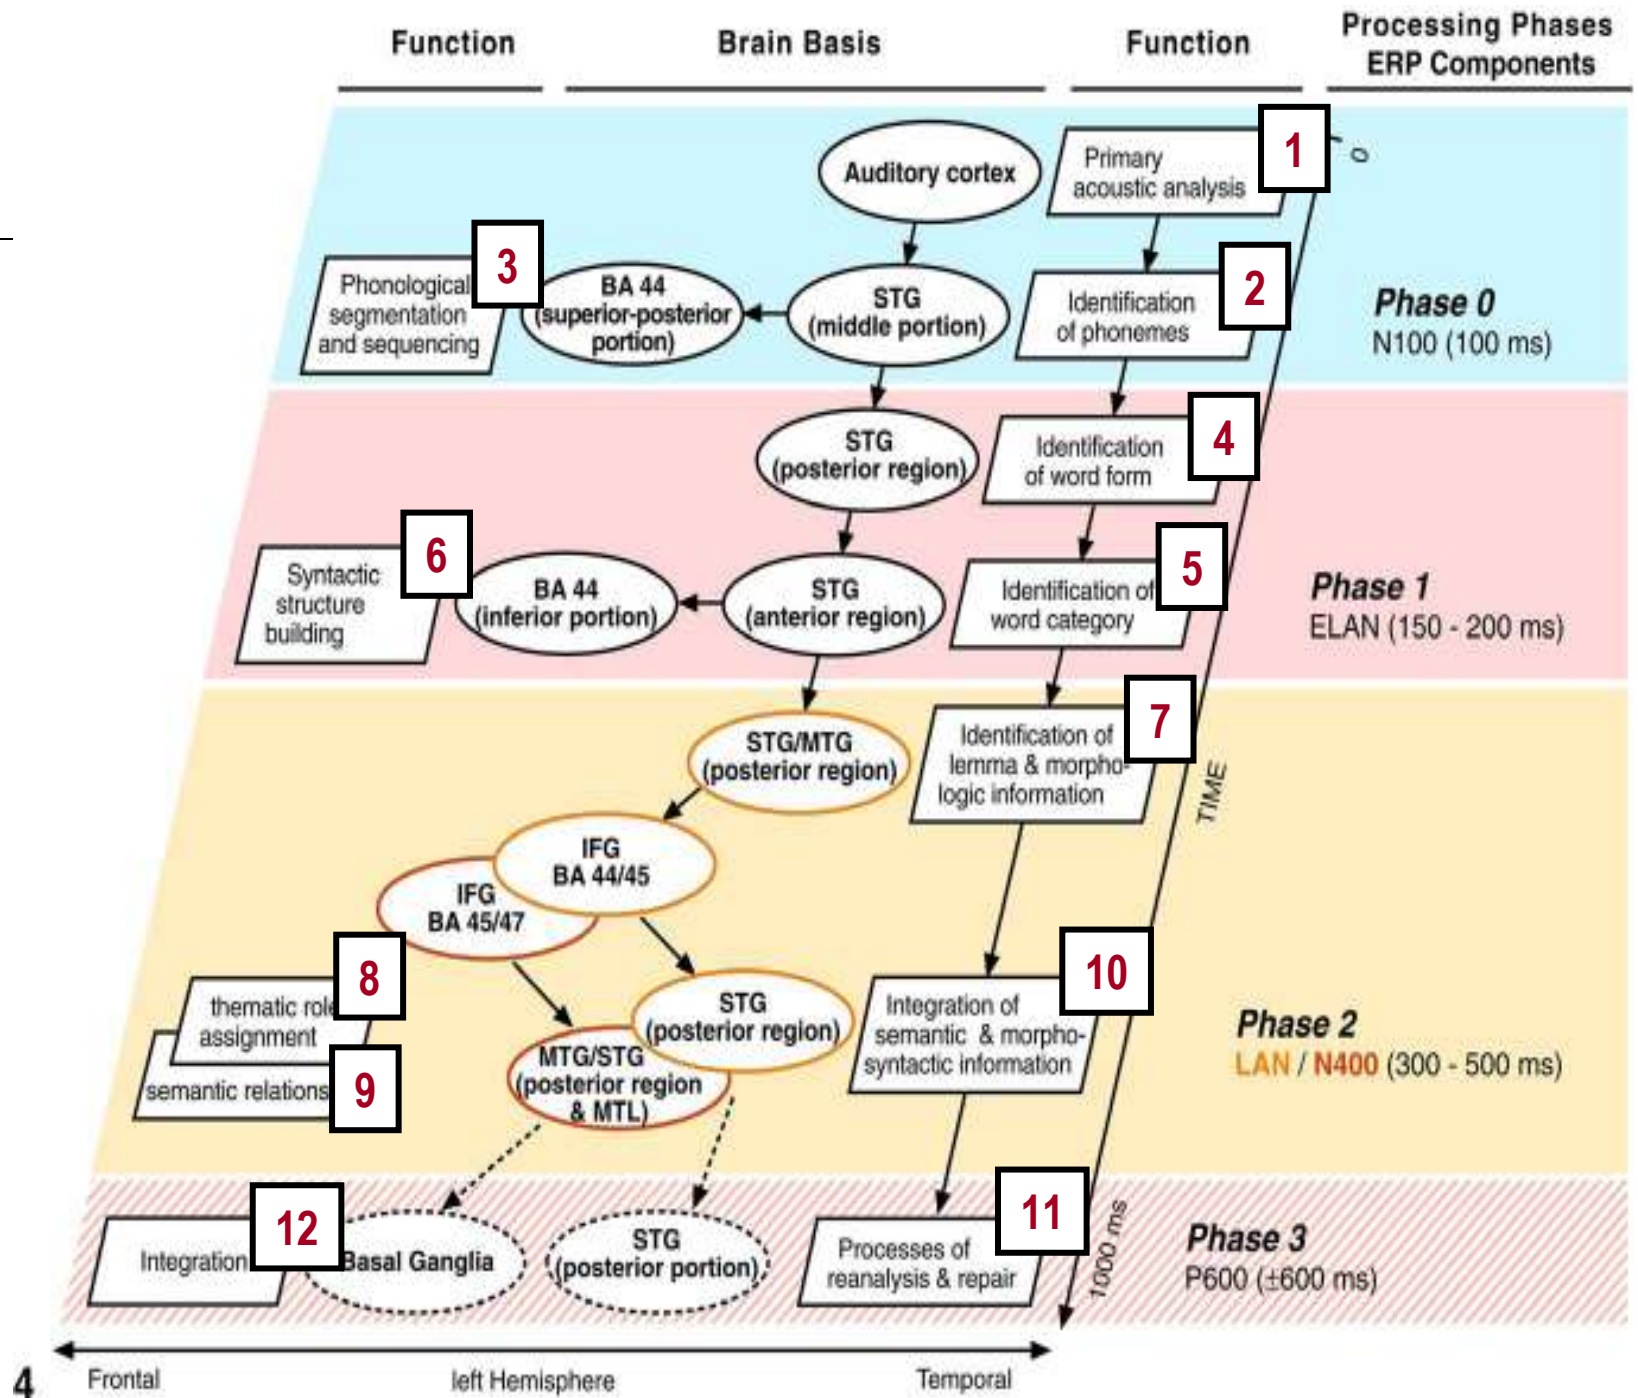 Function
Brain Basis
Function
Processing Phases
ERP Components
Auditory cortex
Primary
acoustic analysis
1
0
3
Phonological
segmentation
and sequencing
BA 44
(superior-posterior
portion)
STG
(middle portion)
Identification
of phonemes
2
Phase 0
N100 (100 ms)
STG
(posterior region)
Identification
of word form
4
6
Syntactic
structure
building
BA 44
(inferior portion)
STG
(anterior region)
Identification of
word category
5
Phase 1
ELAN (150 - 200 ms)
STG/MTG
(posterior region)
Identification of
lemma & morpho-
logic information
7
TIME
IFG
BA 44/45
IFG
BA 45/47
8
thematic role
assignment
semantic relations
9
STG
(posterior region)
MTG/STG
(posterior region
& MTL)
Integration of
semantic & morpho-
syntactic information
10
Phase 2
LAN / N400 (300 - 500 ms)
12
Integration
Basal Ganglia
STG
(posterior portion)
Processes of
reanalysis & repair
11
1000 ms
Phase 3
P600 (±600 ms)
4
Frontal
left Hemisphere
Temporal